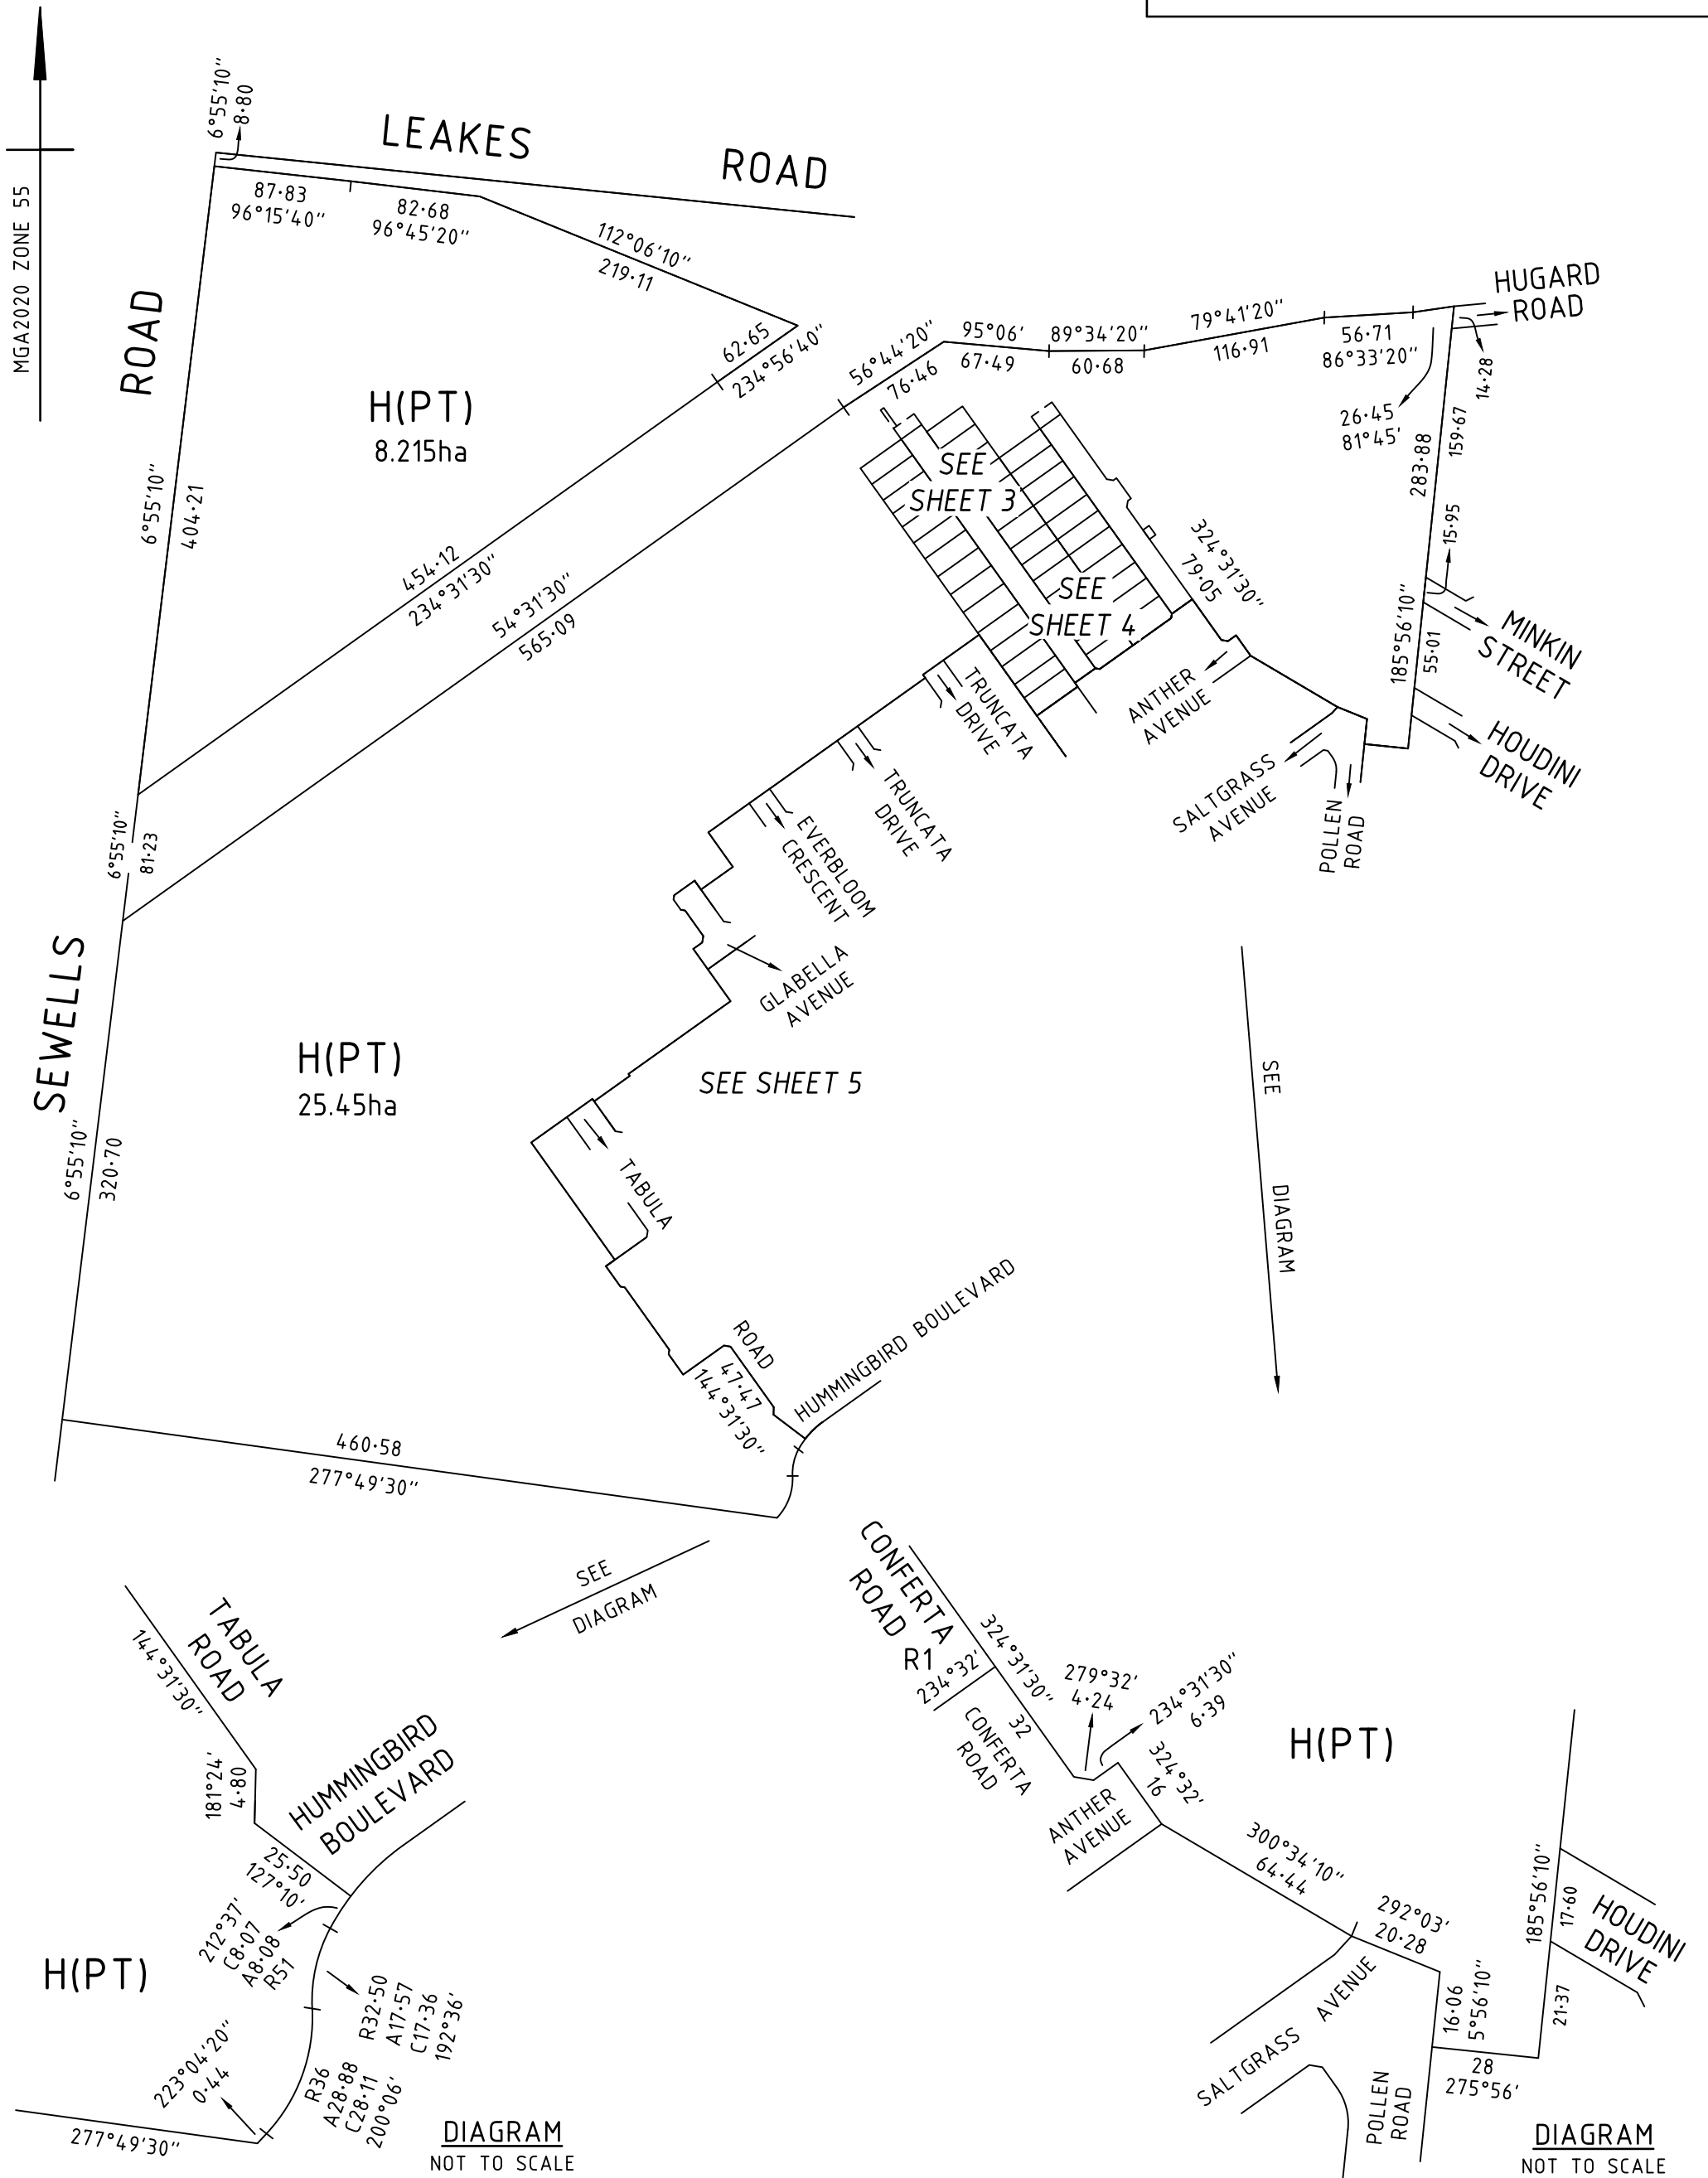 MGA2020 ZONE 55
6°55'10"
8·80
LEAKES ROAD
87·83
96°15'40"
82·68
96°45'20"
112°06'10"
219·11
62·65
234°56'40"
ROAD
H(PT)
8.215ha
6°55'10"
404·21
454·12
234°31'30"
54°31'30"
565·09
56°44'20"
76·46
95°06'
67·49
89°34'20"
60·68
79°41'20"
116·91
56·71
86°33'20"
HUGARD
ROAD
14·28
26·45
81°45'
283·88
159·67
15·95
185°56'10"
55·01
MINKIN
STREET
HOUDINI
DRIVE
SEE
SHEET 3
SEE
SHEET 4
324°31'30"
79·05
ANTHER
AVENUE
SALTGRASS
AVENUE
POLLEN
ROAD
TRUNCATA
DRIVE
TRUNCATA
DRIVE
EVERBLOOM
CRESCENT
GLABELLA
AVENUE
6°55'10"
81·23
SEWELLS
H(PT)
25.45ha
SEE SHEET 5
6°55'10"
320·70
TABULA
ROAD
47·47
144°31'30"
HUMMINGBIRD BOULEVARD
460·58
277°49'30"
SEE
DIAGRAM
SEE
DIAGRAM
TABULA
ROAD
144°31'30"
181°24'
4·80
HUMMINGBIRD
BOULEVARD
25·50
127°10'
212°37'
C8·07
A8·08
R51
H(PT)
R32·50
A17·57
C17·36
192°36'
R36
A28·88
C28·11
200°06'
223°04'20"
0·44
277°49'30"
DIAGRAM
NOT TO SCALE
CONFERTA
ROAD
R1
234°32'
324°31'30"
32
CONFERTA
ROAD
279°32'
4·24
234°31'30"
6·39
324°32'
16
ANTHER
AVENUE
H(PT)
300°34'10"
64·44
292°03'
20·28
185°56'10"
17·60
HOUDINI
DRIVE
21·37
16·06
5°56'10"
28
275°56'
SALTGRASS AVENUE
POLLEN
ROAD
DIAGRAM
NOT TO SCALE